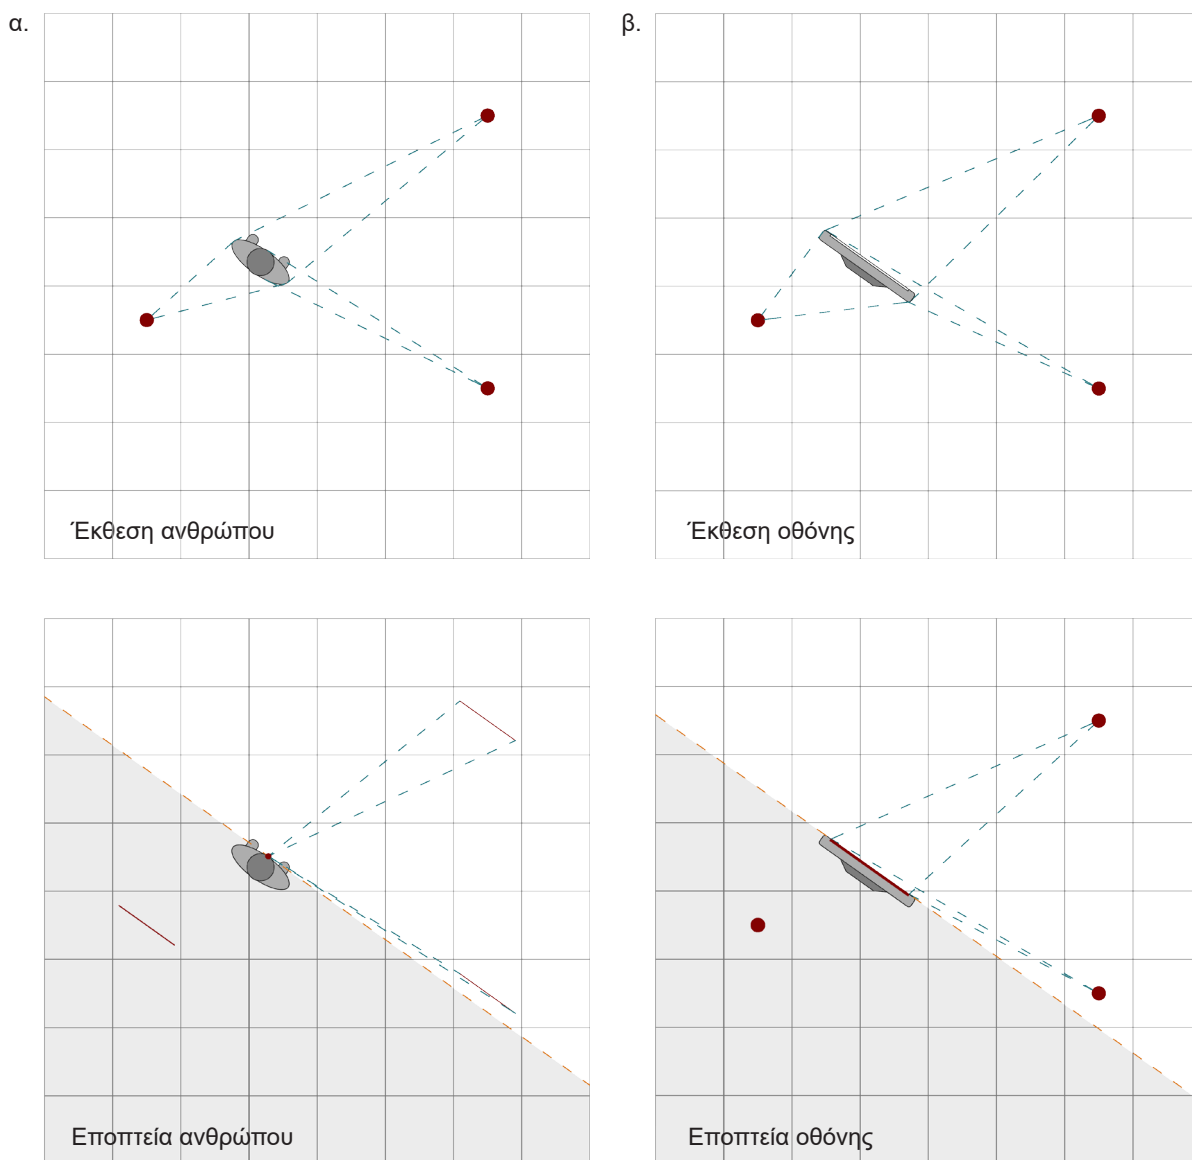 α.
β.
Έκθεση ανθρώπου
Έκθεση οθόνης
Εποπτεία ανθρώπου
Εποπτεία οθόνης